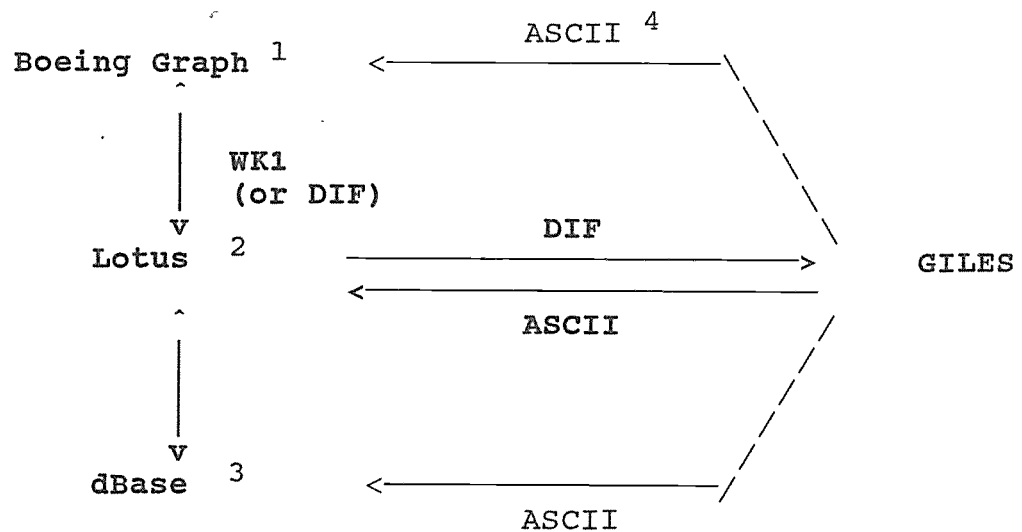 ASCII 4
Boeing Graph 1
WK1
(or DIF)
DIF
Lotus 2
GILES
ASCII
dBase 3
ASCII